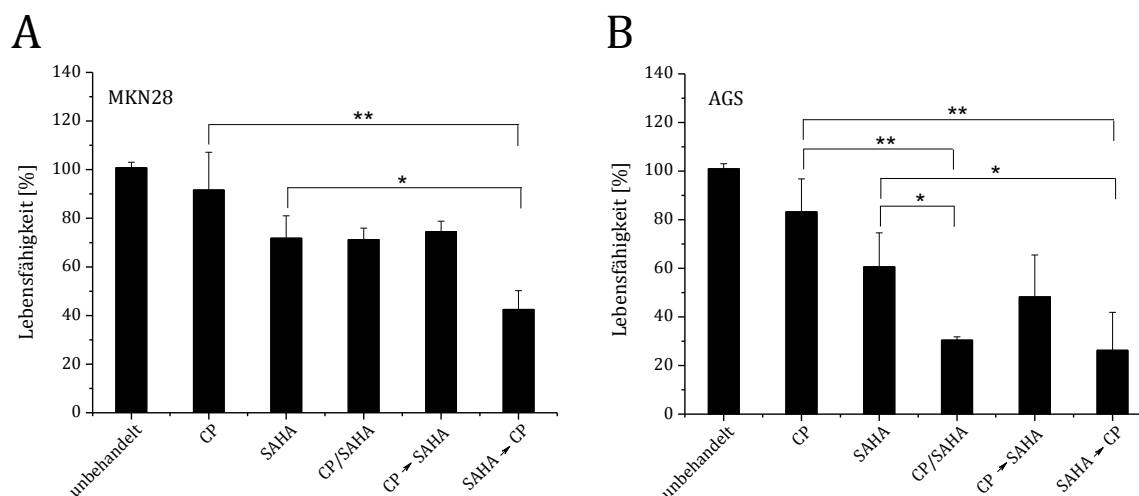 A
B
140
120
100
80
60
40
20
0
Lebensfähigkeit [%]
MKN28
**
*
unbehandelt
CP
SAHA
CP/SAHA
CP → SAHA
SAHA → CP
140
120
100
80
60
40
20
0
Lebensfähigkeit [%]
AGS
**
**
*
*
unbehandelt
CP
SAHA
CP/SAHA
CP → SAHA
SAHA → CP